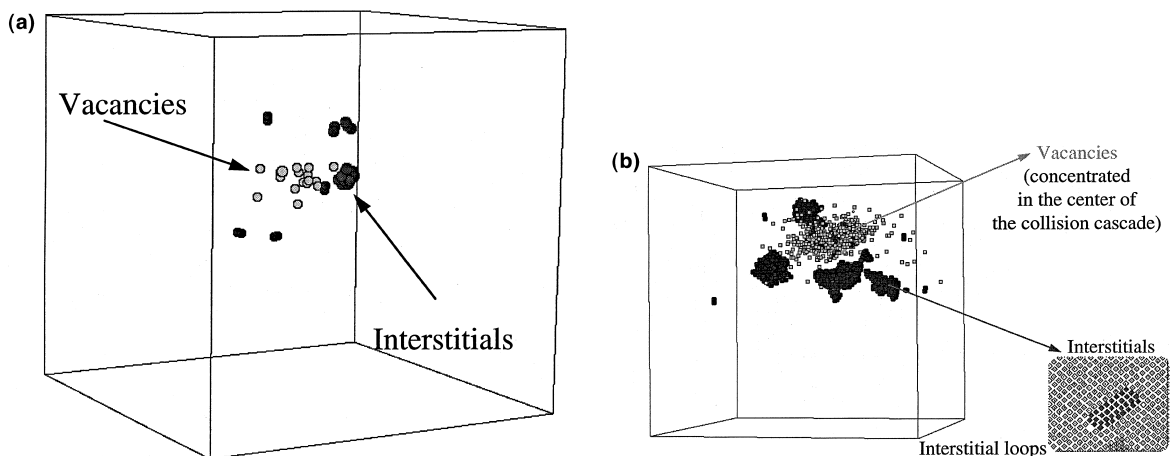 (a)
Vacancies
Interstitials
(b)
Vacancies
(concentrated
in the center of
the collision cascade)
Interstitials
Interstitial loops